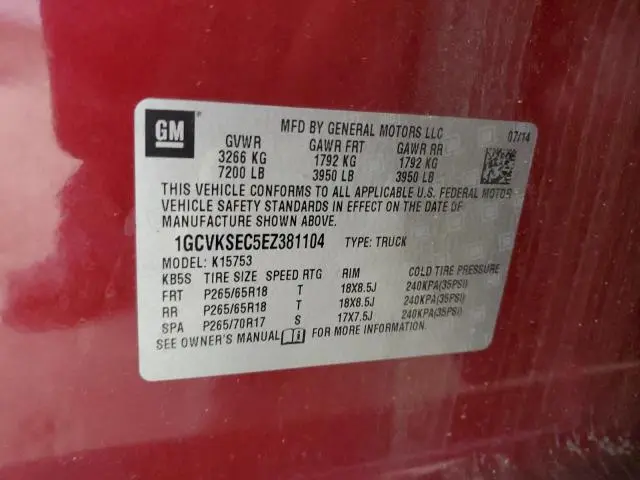 GM
MFD BY GENERAL MOTORS LLC 07/14
GVWR GAWR FRT GAWR RR
3266 KG 1792 KG 1792 KG
7200 LB 3950 LB 3950 LB
THIS VEHICLE CONFORMS TO ALL APPLICABLE U.S. FEDERAL MOTOR
VEHICLE SAFETY STANDARDS IN EFFECT ON THE DATE OF
MANUFACTURE SHOWN ABOVE.
1GCVKSEC5EZ381104 TYPE: TRUCK
MODEL: K15753
KB5S TIRE SIZE SPEED RTG RIM COLD TIRE PRESSURE
FRT P265/65R18 T 18X8.5J 240KPA(35PSI)
RR P265/65R18 T 18X8.5J 240KPA(35PSI)
SPA P265/70R17 S 17X7.5J 240KPA(35PSI)
SEE OWNER'S MANUAL FOR MORE INFORMATION.